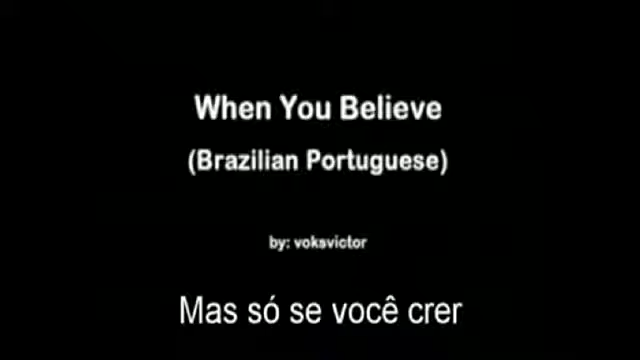 When You Believe
(Brazilian Portuguese)
by: voksvictor
Mas só se você crer